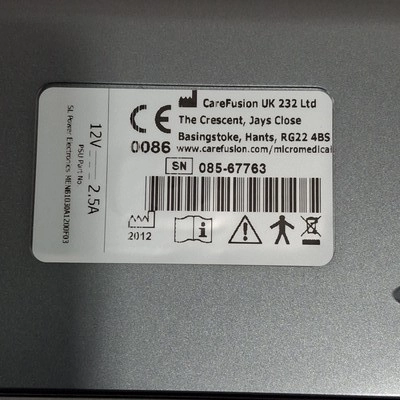 CareFusion UK 232 Ltd
The Crescent, Jays Close
Basingstoke, Hants, RG22 4BS
www.carefusion.com/micromedical
CE
0086
SN 085-67763
2012
12V 2.5A
PSU Part No.
SL Power Electronics